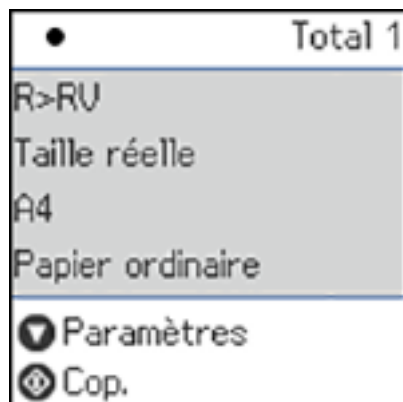 Total 1
R>RV
Taille réelle
A4
Papier ordinaire
Paramètres
Cop.